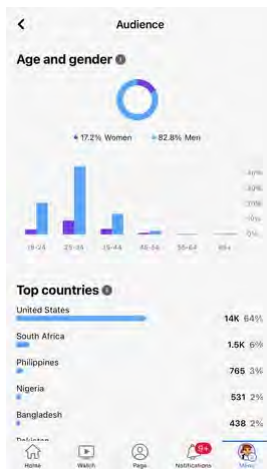 Audience
Age and gender
17.2% Women 82.8% Men
40%
30%
20%
10%
0%
18-24 25-34 35-44 45-54 55-64 65+
Top countries
United States
14K 64%
South Africa
1.5K 6%
Philippines
765 3%
Nigeria
531 2%
Bangladesh
438 2%
Pakistan
Home Watch Page Notifications Menu
9+